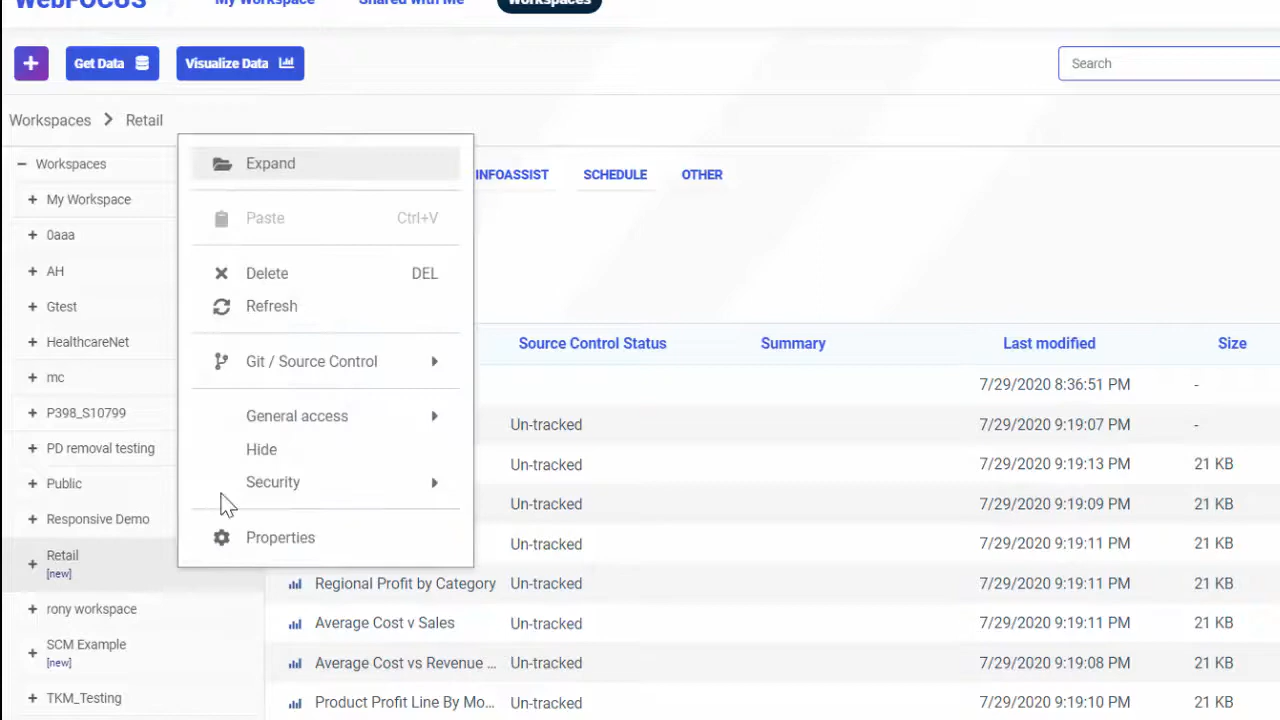 WebFOCUS My Workspace Shared with Me Workspaces
+ Get Data Visualize Data Search
Workspaces > Retail
Workspaces
My Workspace
0aaa
AH
Gtest
HealthcareNet
mc
P398_S10799
PD removal testing
Public
Responsive Demo
Retail
[new]
rony workspace
SCM Example
[new]
TKM_Testing
Expand
Paste Ctrl+V
Delete DEL
Refresh
Git / Source Control
General access
Hide
Security
Properties
INFOASSIST SCHEDULE OTHER
Source Control Status Summary Last modified Size
7/29/2020 8:36:51 PM -
Un-tracked 7/29/2020 9:19:07 PM -
Un-tracked 7/29/2020 9:19:13 PM 21 KB
Un-tracked 7/29/2020 9:19:09 PM 21 KB
Un-tracked 7/29/2020 9:19:11 PM 21 KB
Regional Profit by Category Un-tracked 7/29/2020 9:19:11 PM 21 KB
Average Cost v Sales Un-tracked 7/29/2020 9:19:11 PM 21 KB
Average Cost vs Revenue ... Un-tracked 7/29/2020 9:19:08 PM 21 KB
Product Profit Line By Mo... Un-tracked 7/29/2020 9:19:10 PM 21 KB